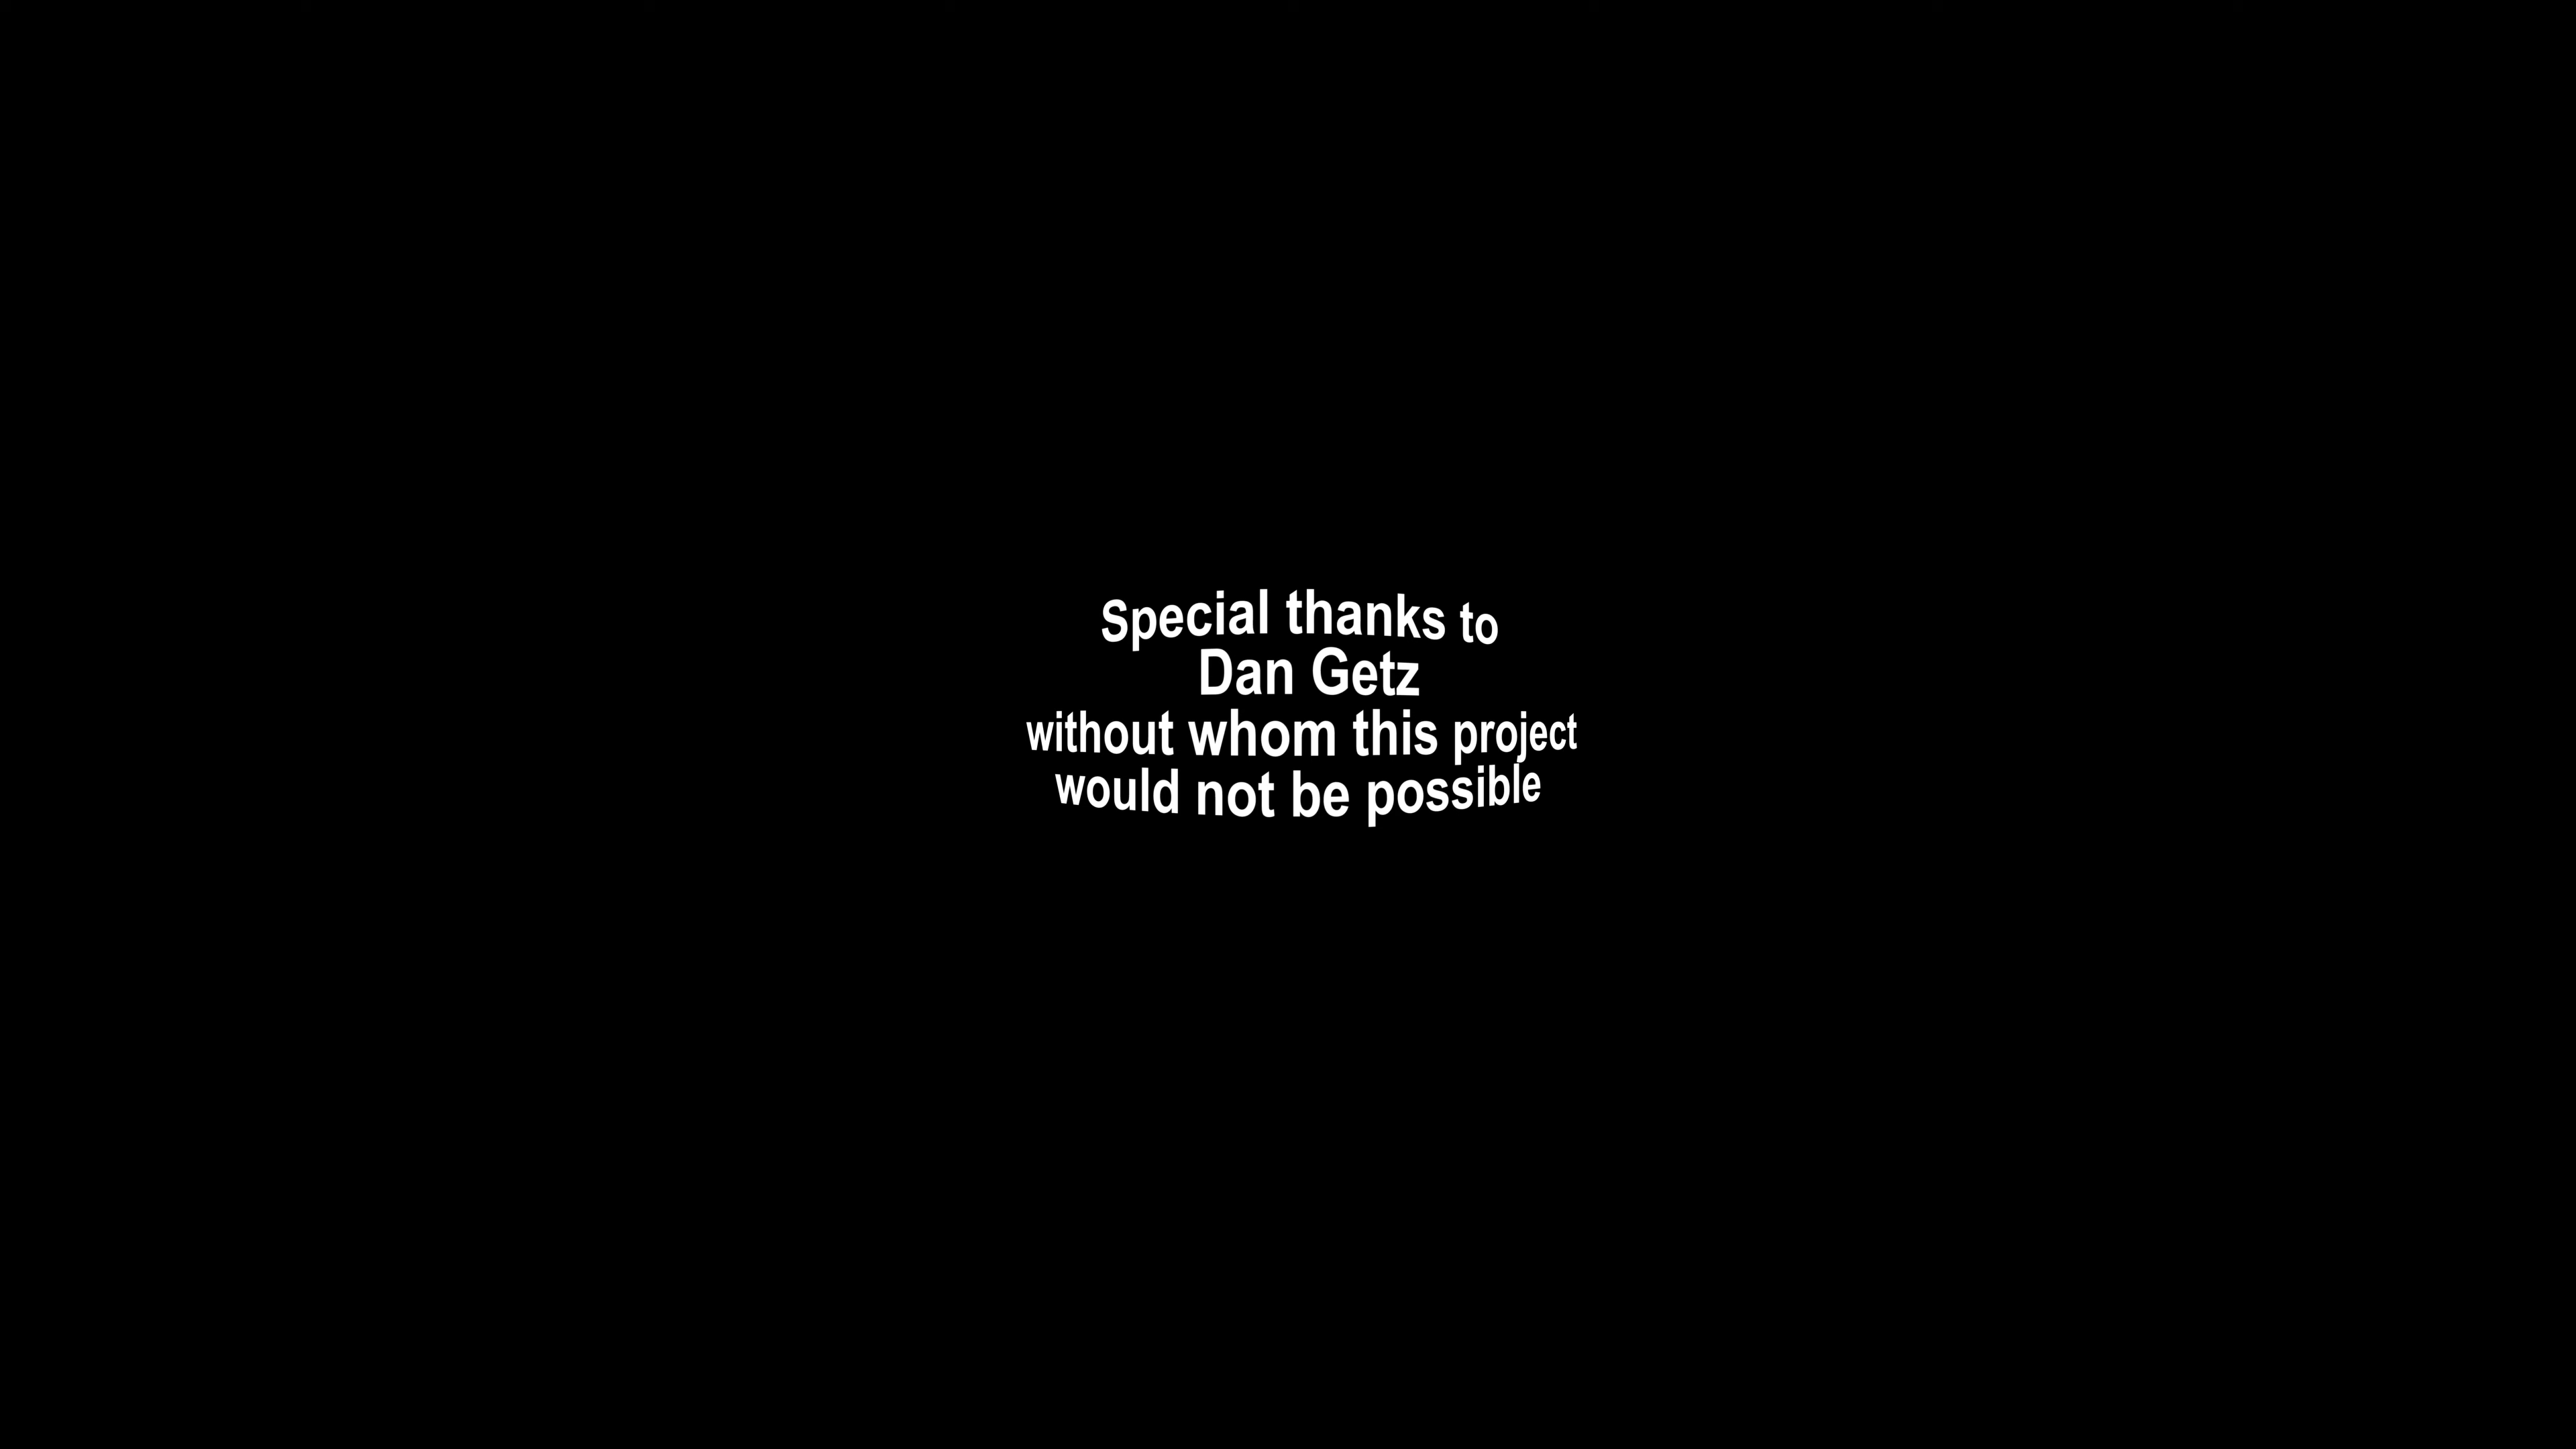 Special thanks to
Dan Getz
without whom this project
would not be possible